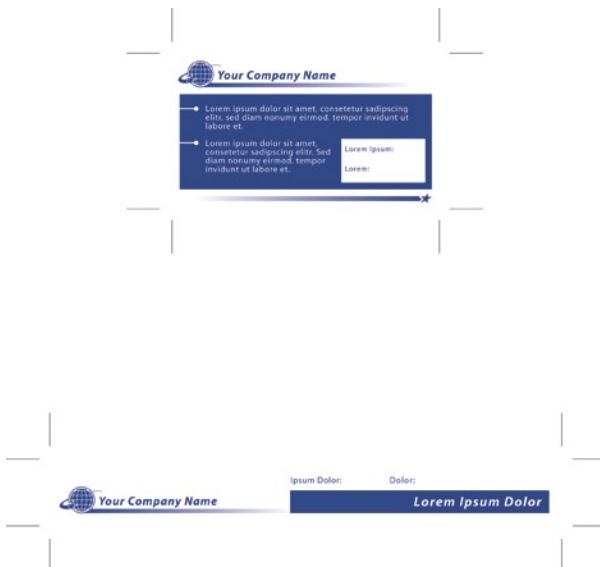 Your Company Name
Lorem ipsum dolor sit amet, consetetur sadipscing
elitr, sed diam nonumy eirmod, tempor invidunt ut
labore et.
Lorem ipsum dolor sit amet,
consetetur sadipscing elitr. Sed
diam nonumy eirmod, tempor
invidunt ut labore et.
Lorem Ipsum:
Lorem:
Ipsum Dolor:
Dolor:
Your Company Name
Lorem Ipsum Dolor